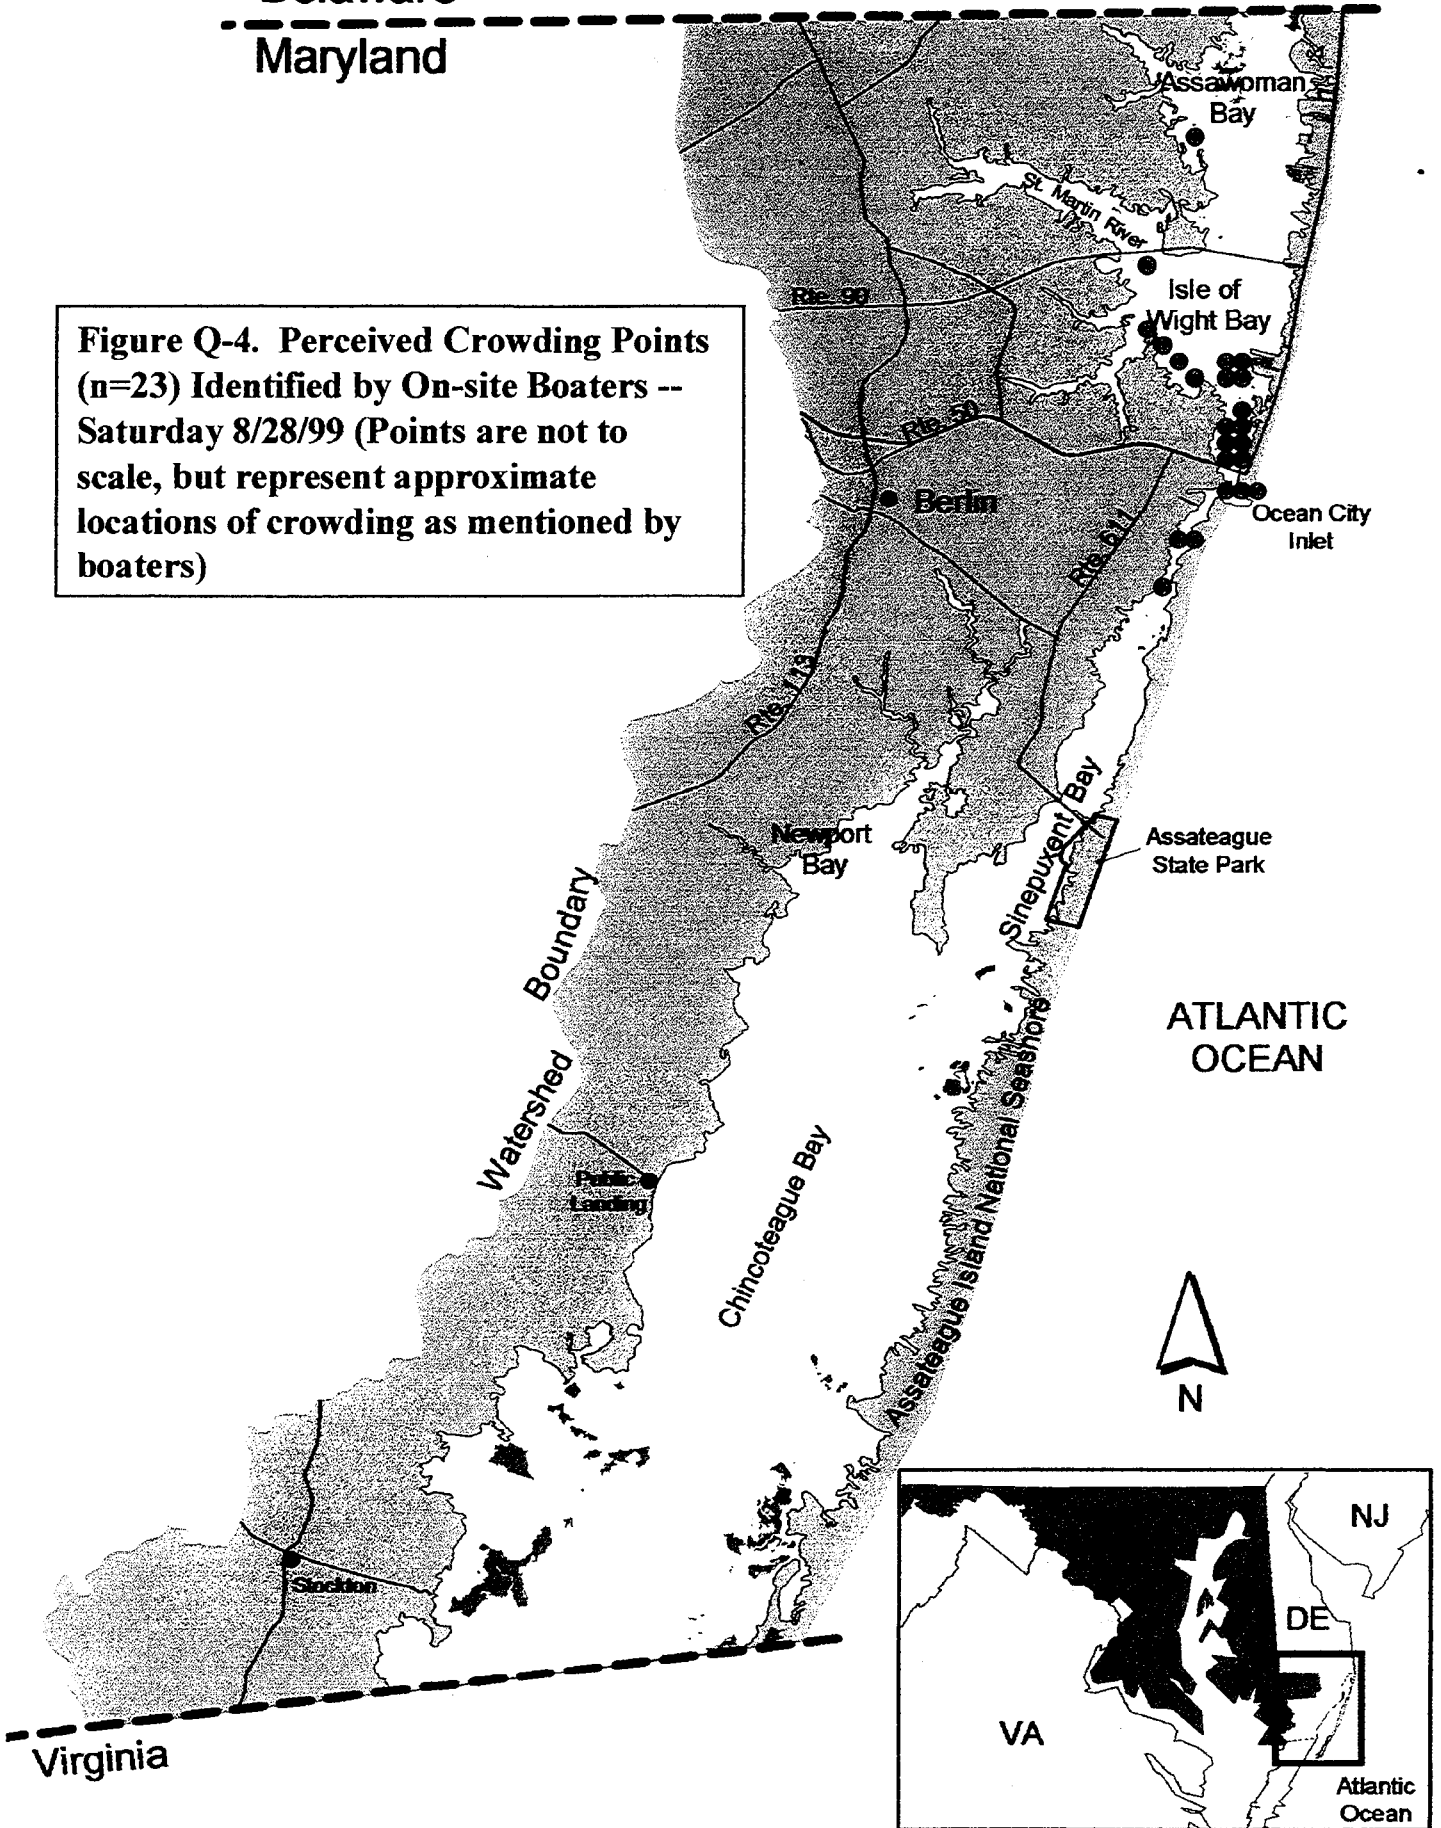 Delaware
Maryland
Assawoman
Bay
St. Martin River
Isle of
Wight Bay
Rte. 90
Figure Q-4.  Perceived Crowding Points
(n=23) Identified by On-site Boaters --
Saturday 8/28/99 (Points are not to
scale, but represent approximate
locations of crowding as mentioned by
boaters)
Rte. 50
Berlin
Ocean City
Inlet
Rte. 611
Rte. 113
Newport
Bay
Sinepuxent Bay
Assateague
State Park
Watershed Boundary
ATLANTIC
OCEAN
Assateague Island National Seashore
Public
Landing
Chincoteague Bay
N
Stockton
Virginia
NJ
DE
VA
Atlantic
Ocean